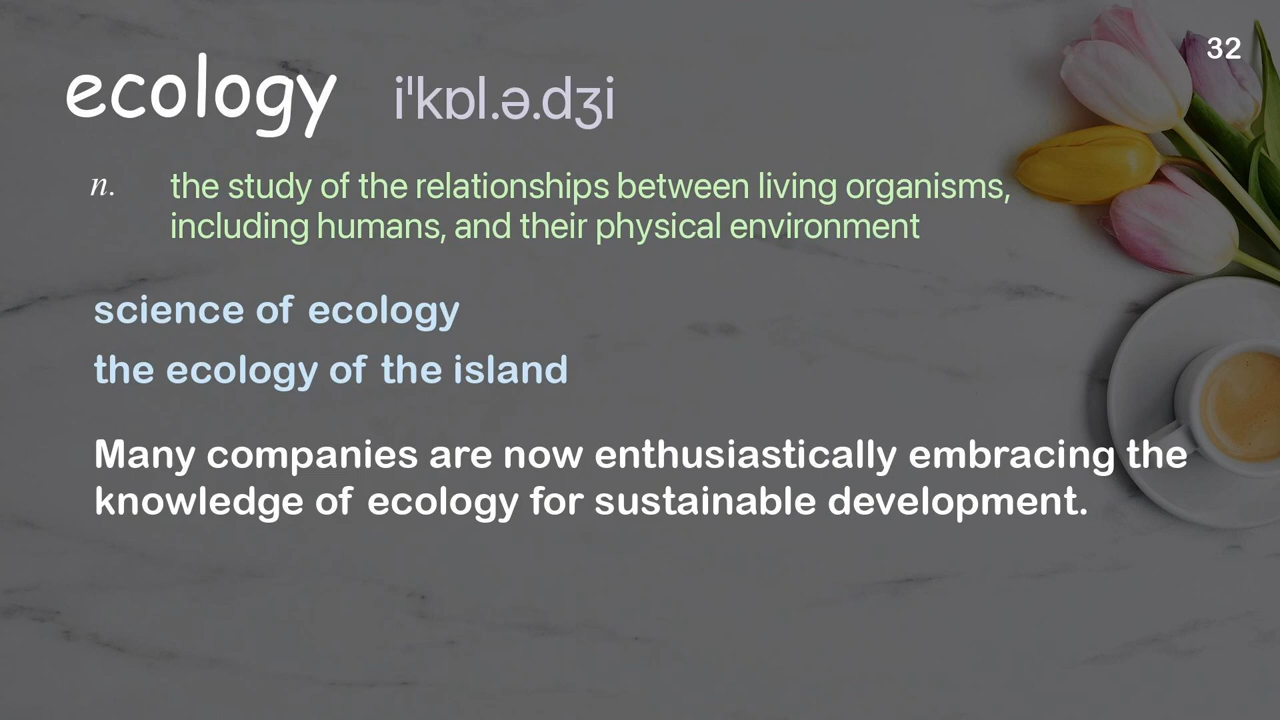 32
ecology iˈkɒl.ə.dʒi
n. the study of the relationships between living organisms,
including humans, and their physical environment
science of ecology
the ecology of the island
Many companies are now enthusiastically embracing the
knowledge of ecology for sustainable development.